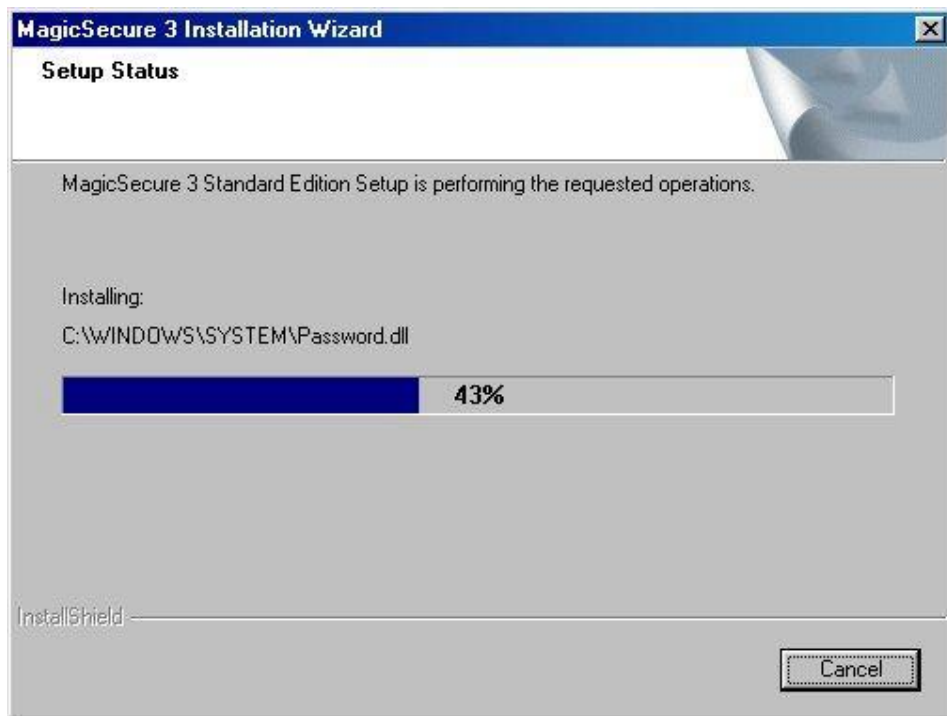 MagicSecure 3 Installation Wizard
Setup Status
MagicSecure 3 Standard Edition Setup is performing the requested operations.
Installing:
C:\WINDOWS\SYSTEM\Password.dll
43%
InstallShield
Cancel